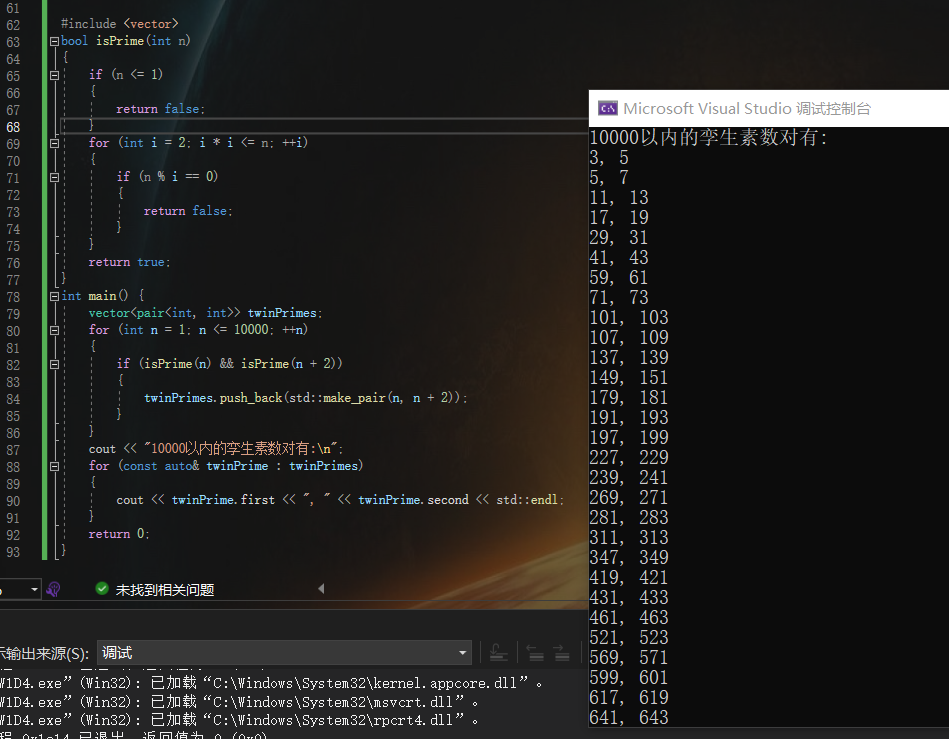 61
62 #include <vector>
63 bool isPrime(int n)
64 {
65 if (n <= 1)
66 {
67 return false;
68 }
69 for (int i = 2; i * i <= n; ++i)
70 {
71 if (n % i == 0)
72 {
73 return false;
74 }
75 }
76 return true;
77 }
78 int main() {
79 vector<pair<int, int>> twinPrimes;
80 for (int n = 1; n <= 10000; ++n)
81 {
82 if (isPrime(n) && isPrime(n + 2))
83 {
84 twinPrimes.push_back(std::make_pair(n, n + 2));
85 }
86 }
87 cout << "10000以内的孪生素数对有:\n";
88 for (const auto& twinPrime : twinPrimes)
89 {
90 cout << twinPrime.first << ", " << twinPrime.second << std::endl;
91 }
92 return 0;
93 }
未找到相关问题
示输出来源(S): 调试
W1D4.exe”(Win32): 已加载“C:\Windows\System32\kernel.appcore.dll”。
W1D4.exe”(Win32): 已加载“C:\Windows\System32\msvcrt.dll”。
W1D4.exe”(Win32): 已加载“C:\Windows\System32\rpcrt4.dll”。
已退出，返回值为 0 (0x0)
Microsoft Visual Studio 调试控制台
10000以内的孪生素数对有:
3, 5
5, 7
11, 13
17, 19
29, 31
41, 43
59, 61
71, 73
101, 103
107, 109
137, 139
149, 151
179, 181
191, 193
197, 199
227, 229
239, 241
269, 271
281, 283
311, 313
347, 349
419, 421
431, 433
461, 463
521, 523
569, 571
599, 601
617, 619
641, 643